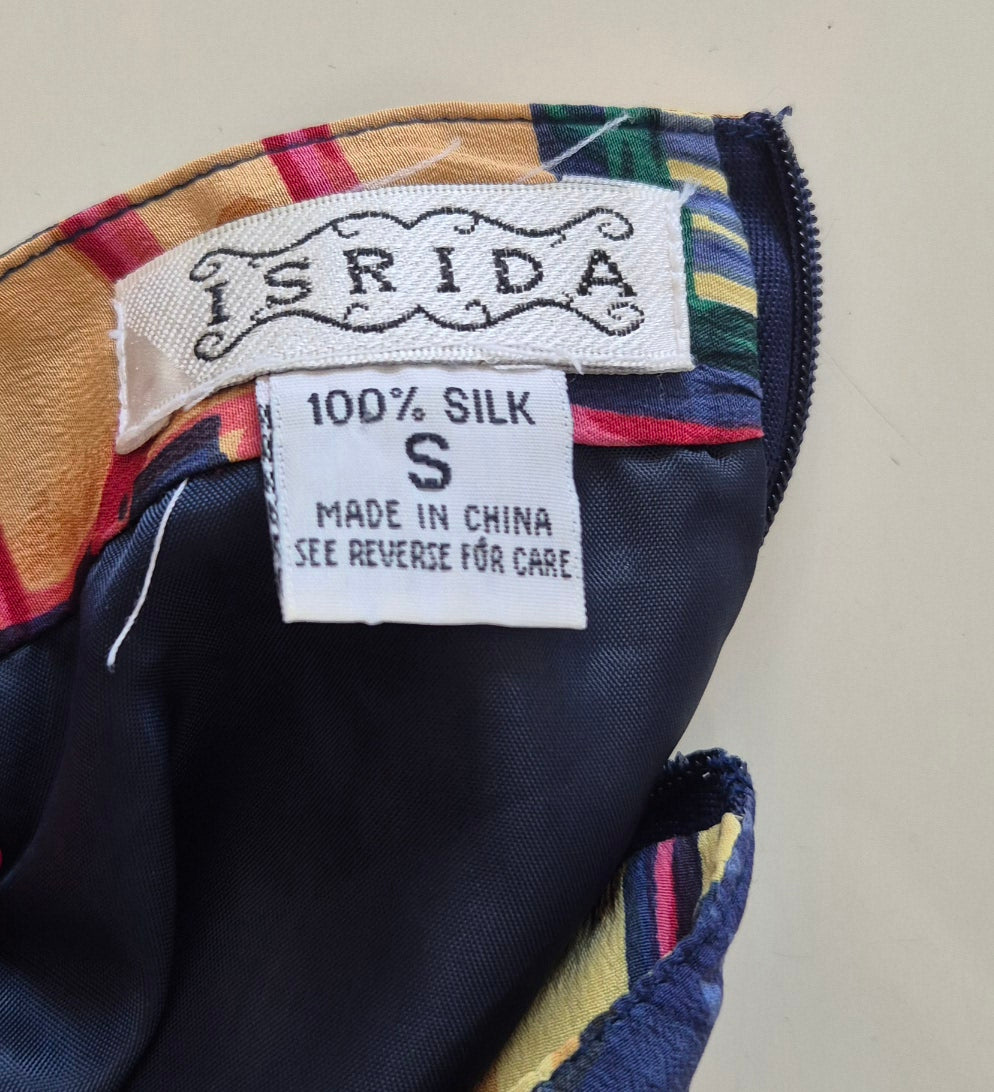 ISRIDA
100% SILK
S
MADE IN CHINA
SEE REVERSE FOR CARE